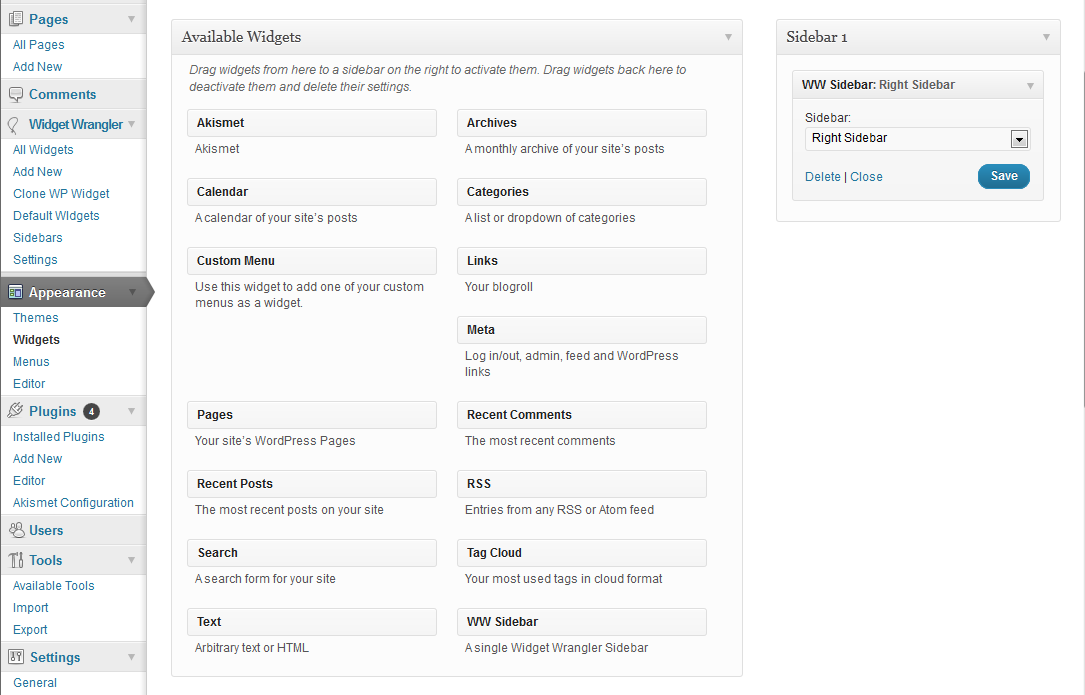 Pages
All Pages
Add New
Comments
Widget Wrangler
All Widgets
Add New
Clone WP Widget
Default WIdgets
Sidebars
Settings
Appearance
Themes
Widgets
Menus
Editor
Plugins 4
Installed Plugins
Add New
Editor
Akismet Configuration
Users
Tools
Available Tools
Import
Export
Settings
General
Available Widgets
Drag widgets from here to a sidebar on the right to activate them. Drag widgets back here to
deactivate them and delete their settings.
Akismet
Akismet
Archives
A monthly archive of your site's posts
Calendar
A calendar of your site's posts
Categories
A list or dropdown of categories
Custom Menu
Use this widget to add one of your custom
menus as a widget.
Links
Your blogroll
Meta
Log in/out, admin, feed and WordPress
links
Pages
Your site's WordPress Pages
Recent Comments
The most recent comments
Recent Posts
The most recent posts on your site
RSS
Entries from any RSS or Atom feed
Search
A search form for your site
Tag Cloud
Your most used tags in cloud format
Text
Arbitrary text or HTML
WW Sidebar
A single Widget Wrangler Sidebar
Sidebar 1
WW Sidebar: Right Sidebar
Sidebar:
Right Sidebar
Delete | Close
Save